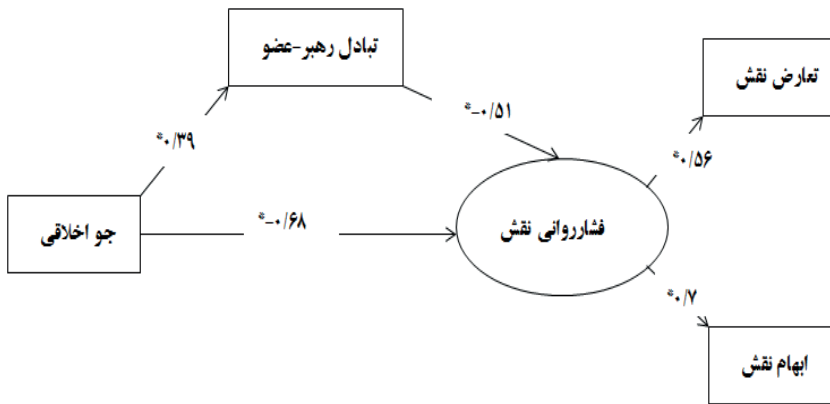 تبادل رهبر-عضو
تعارض نقش
*-۰/۵۱
*۰/۳۹
*۰/۵۶
جو اخلاقی
*-۰/۶۸
فشارروانی نقش
*۰/۷
ابهام نقش